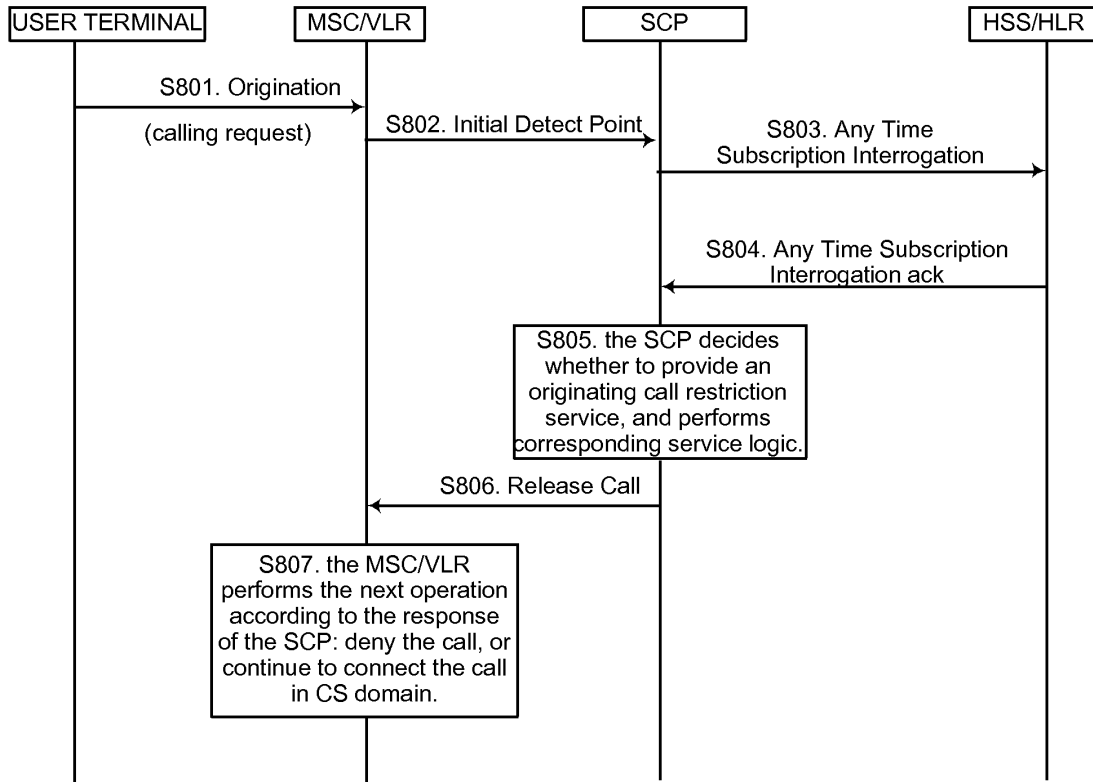 USER TERMINAL
MSC/VLR
SCP
HSS/HLR
S801. Origination
(calling request)
S802. Initial Detect Point
S803. Any Time
Subscription Interrogation
S804. Any Time Subscription
Interrogation ack
S805. the SCP decides
whether to provide an
originating call restriction
service, and performs
corresponding service logic.
S806. Release Call
S807. the MSC/VLR
performs the next operation
according to the response
of the SCP: deny the call, or
continue to connect the call
in CS domain.